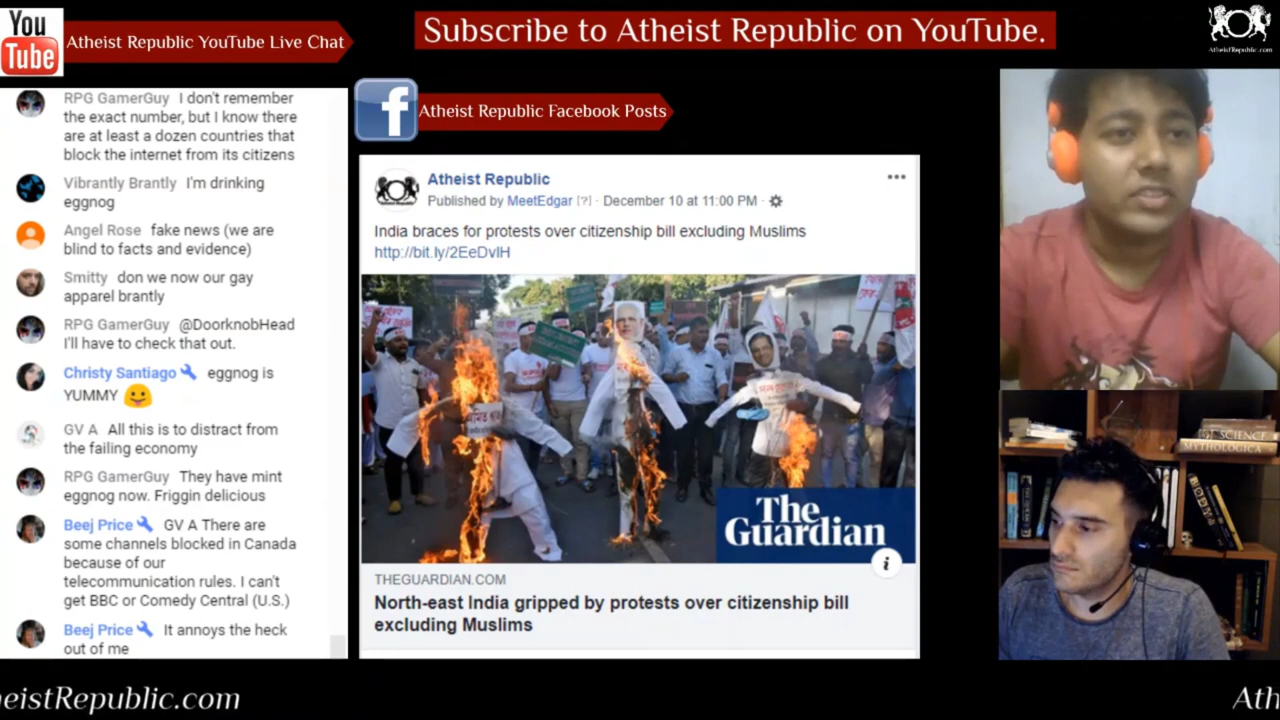 You
Tube
Atheist Republic YouTube Live Chat
Subscribe to Atheist Republic on YouTube.
AtheistRepublic.com
Atheist Republic Facebook Posts
RPG GamerGuy I don't remember
the exact number, but I know there
are at least a dozen countries that
block the internet from its citizens
Vibrantly Brantly I'm drinking
eggnog
Angel Rose fake news (we are
blind to facts and evidence)
Smitty don we now our gay
apparel brantly
RPG GamerGuy @DoorknobHead
I'll have to check that out.
Christy Santiago eggnog is
YUMMY
GV A All this is to distract from
the failing economy
RPG GamerGuy They have mint
eggnog now. Friggin delicious
Beej Price GV A There are
some channels blocked in Canada
because of our
telecommunication rules. I can't
get BBC or Comedy Central (U.S.)
Beej Price It annoys the heck
out of me
Atheist Republic
Published by MeetEdgar [?] · December 10 at 11:00 PM ·
India braces for protests over citizenship bill excluding Muslims
http://bit.ly/2EeDvlH
The
Guardian
THEGUARDIAN.COM
North-east India gripped by protests over citizenship bill
excluding Muslims
SCIENCE
MYTHOLOGICA
heistRepublic.com
Ath